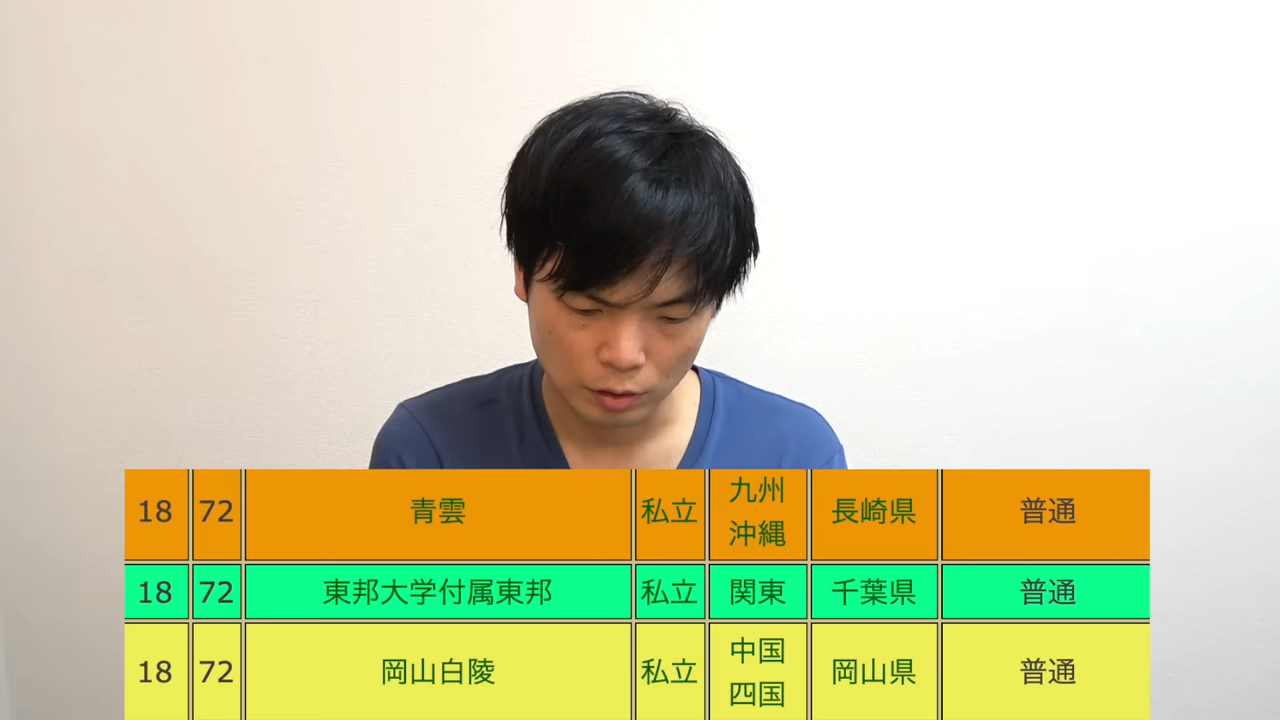 18 72 青雲 私立 九州 沖縄 長崎県 普通
18 72 東邦大学付属東邦 私立 関東 千葉県 普通
18 72 岡山白陵 私立 中国 四国 岡山県 普通